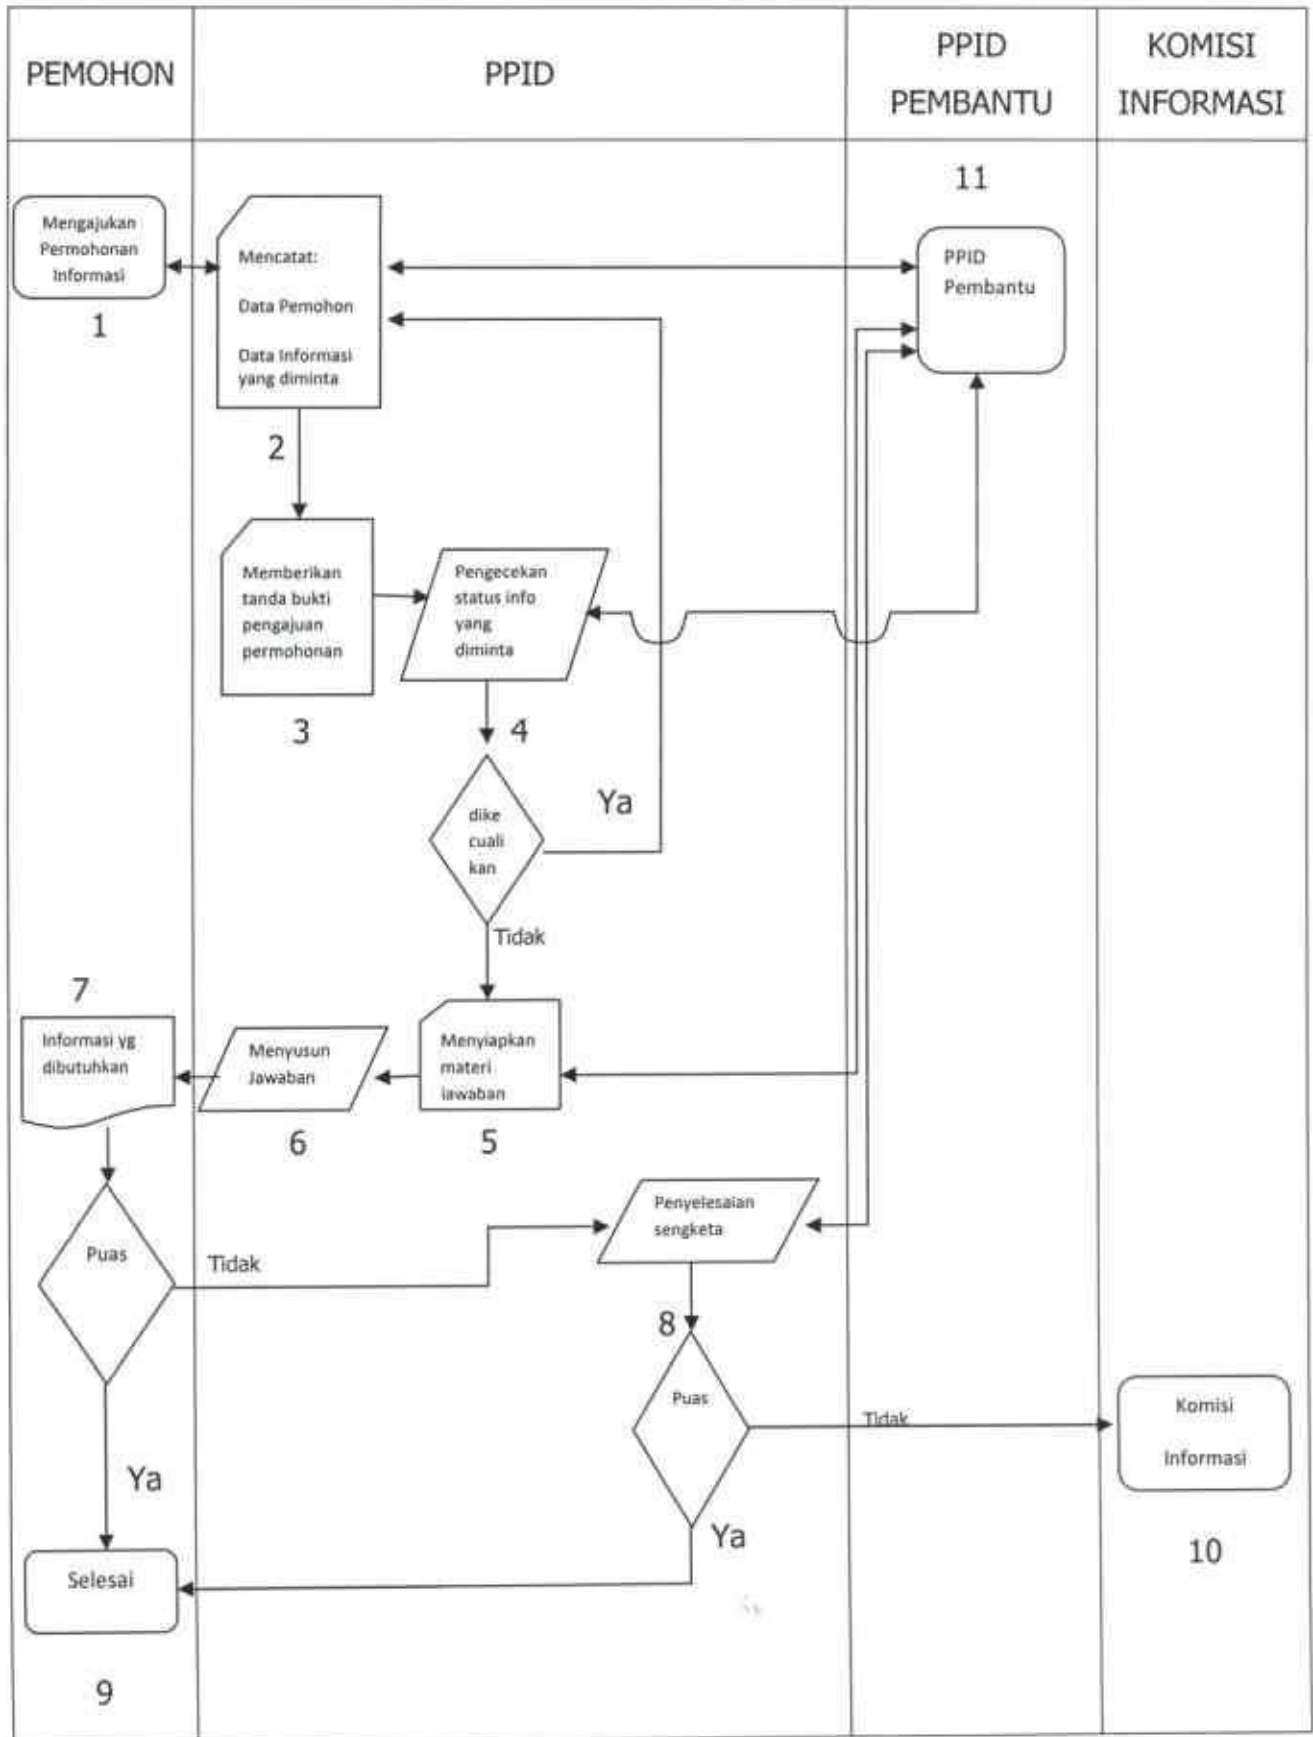 PEMOHON
PPID
PPID
PEMBANTU
KOMISI
INFORMASI
11
Mengajukan
Permohonan
Informasi
1
Mencatat:
Data Pemohon
Data Informasi
yang diminta
PPID
Pembantu
2
Memberikan
tanda bukti
pengajuan
permohonan
3
Pengecekan
status info
yang
diminta
4
dike
cuali
kan
Ya
Tidak
7
Informasi yg
dibutuhkan
Menyusun
Jawaban
6
Menyiapkan
materi
jawaban
5
Puas
Tidak
Penyelesaian
sengketa
8
Puas
Tidak
Komisi
Informasi
10
Ya
Ya
Selesai
9